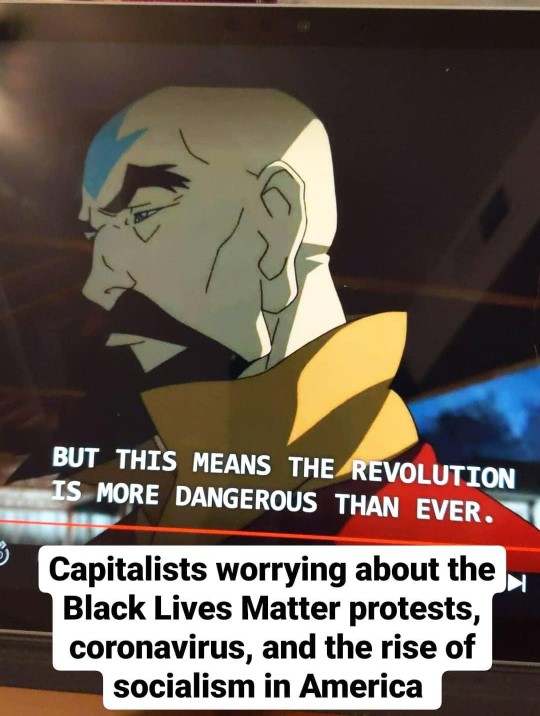 BUT THIS MEANS THE REVOLUTION
IS MORE DANGEROUS THAN EVER.
Capitalists worrying about the
Black Lives Matter protests,
coronavirus, and the rise of
socialism in America